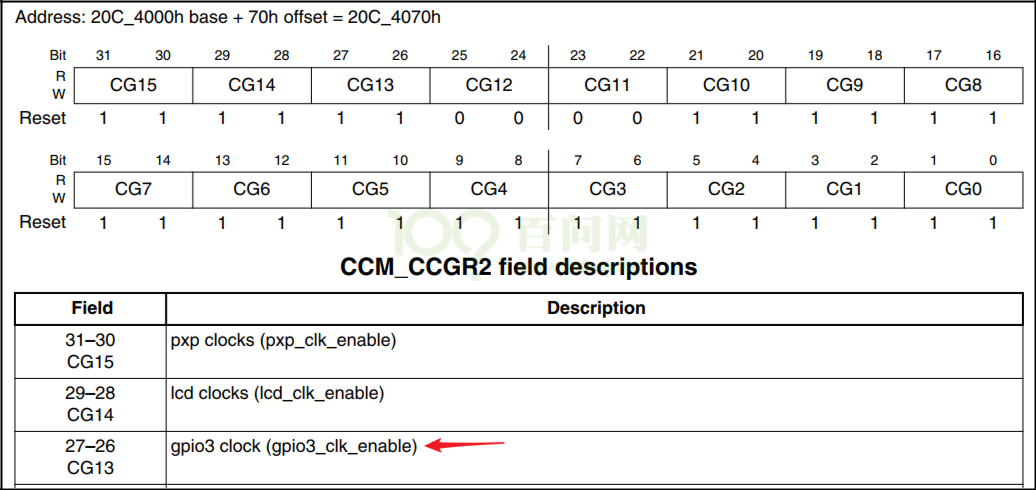 Address: 20C_4000h base + 70h offset = 20C_4070h
Bit 31 30 29 28 27 26 25 24 23 22 21 20 19 18 17 16
R
W
CG15 CG14 CG13 CG12 CG11 CG10 CG9 CG8
Reset 1 1 1 1 1 1 0 0 0 0 1 1 1 1 1 1
Bit 15 14 13 12 11 10 9 8 7 6 5 4 3 2 1 0
R
W
CG7 CG6 CG5 CG4 CG3 CG2 CG1 CG0
Reset 1 1 1 1 1 1 1 1 1 1 1 1 1 1 1 1
100 百问网
CCM_CCGR2 field descriptions
Field Description
31–30
CG15
pxp clocks (pxp_clk_enable)
29–28
CG14
lcd clocks (lcd_clk_enable)
27–26
CG13
gpio3 clock (gpio3_clk_enable)